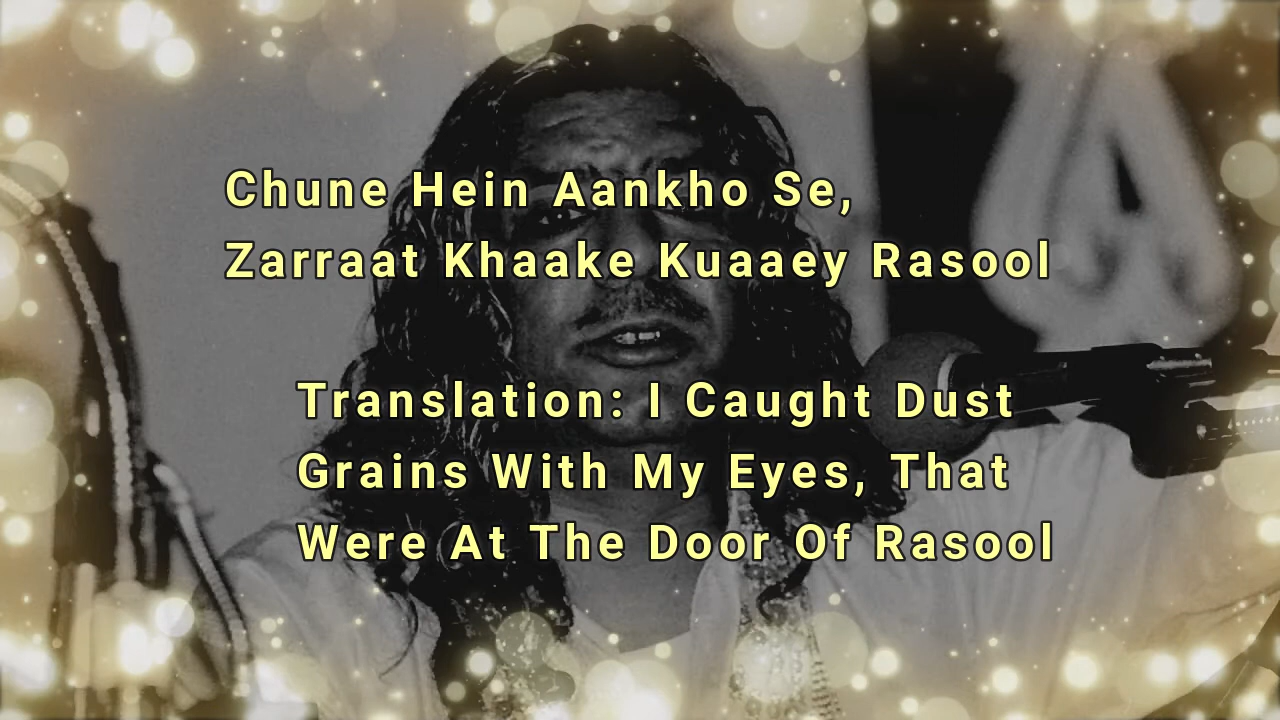 Chune Hein Aankho Se,
Zarraat Khaake Kuaaey Rasool
Translation: I Caught Dust
Grains With My Eyes, That
Were At The Door Of Rasool